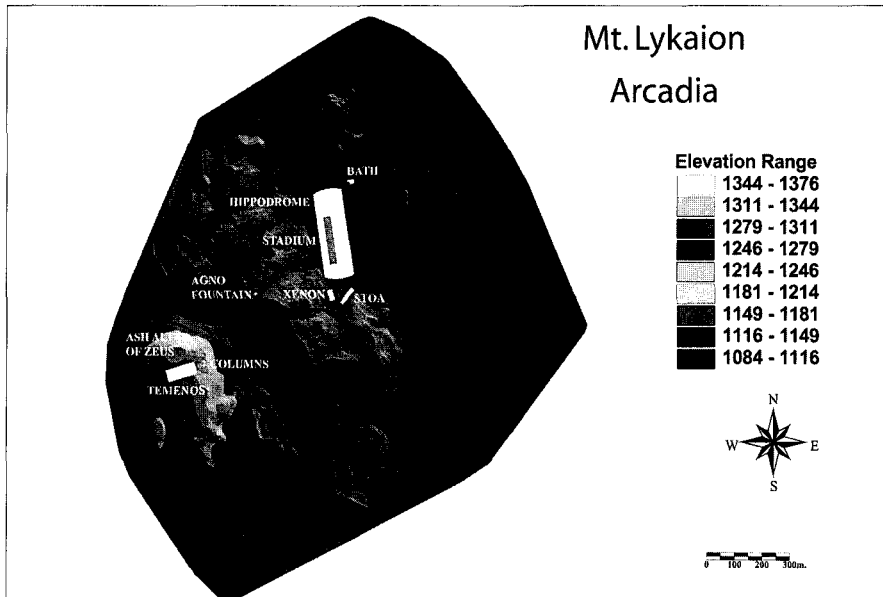 Mt. Lykaion
Arcadia
BATH
HIPPODROME
STADIUM
AGNO
FOUNTAIN
XENON
STOA
ASH
OF ZEUS
COLUMNS
TEMENOS
Elevation Range
1344 - 1376
1311 - 1344
1279 - 1311
1246 - 1279
1214 - 1246
1181 - 1214
1149 - 1181
1116 - 1149
1084 - 1116
N
W E
S
0 100 200 300m.